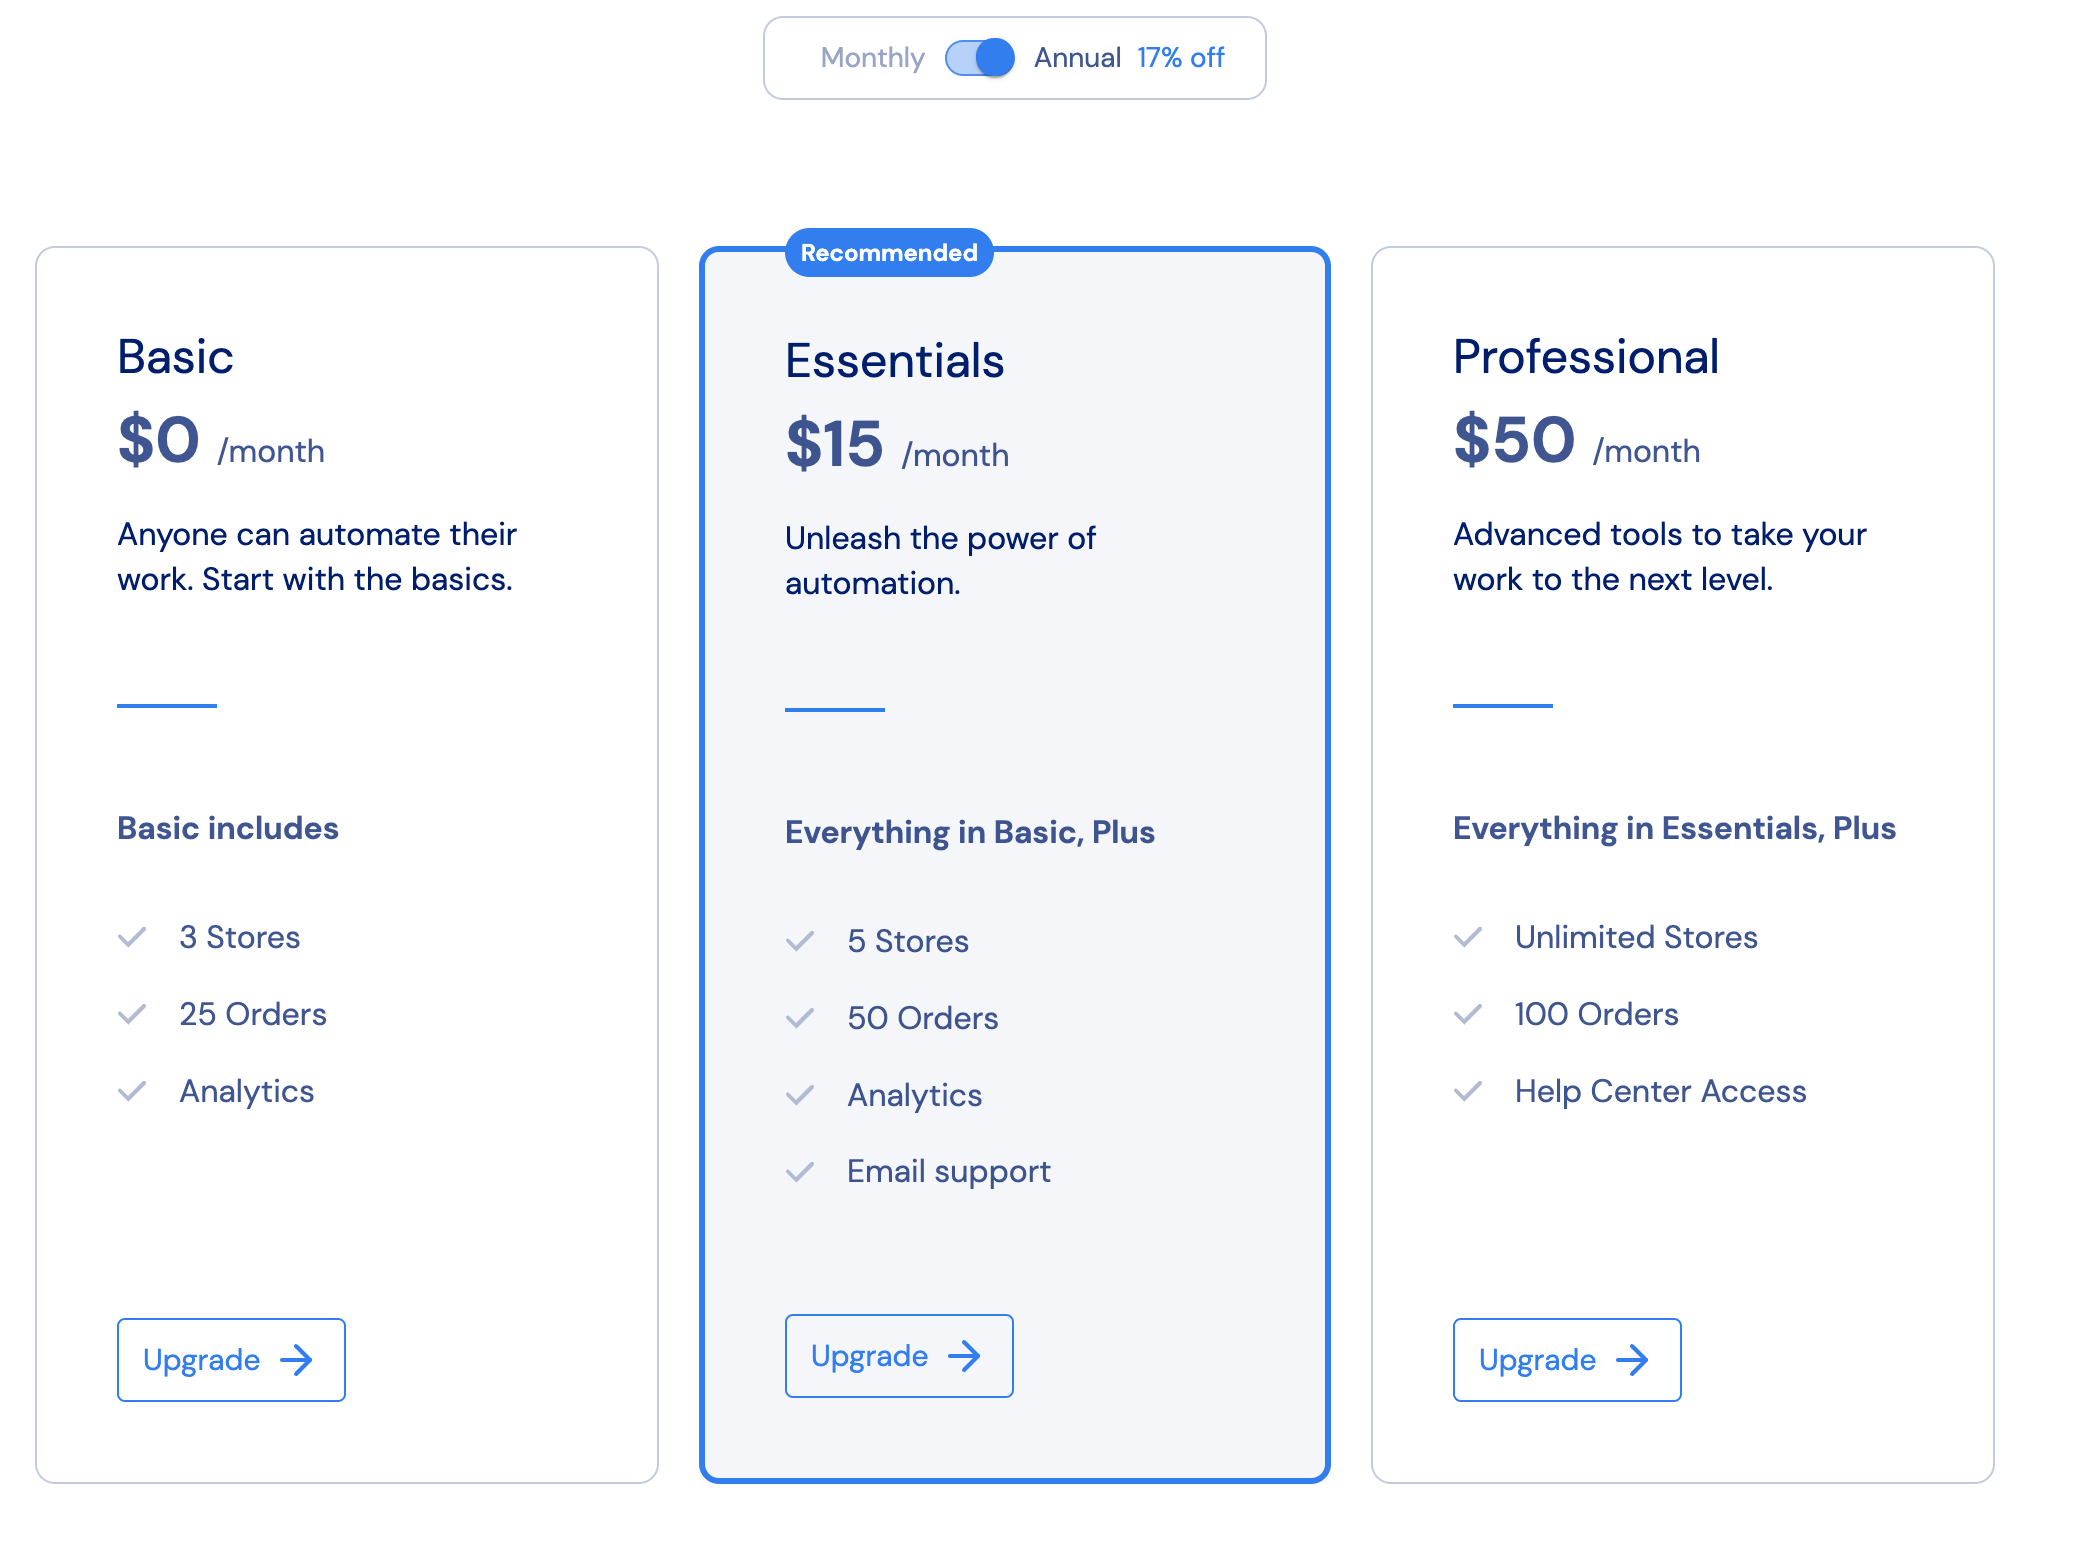 Monthly Annual 17% off
Basic
$0 /month
Anyone can automate their
work. Start with the basics.
Basic includes
3 Stores
25 Orders
Analytics
Upgrade
Recommended
Essentials
$15 /month
Unleash the power of
automation.
Everything in Basic, Plus
5 Stores
50 Orders
Analytics
Email support
Upgrade
Professional
$50 /month
Advanced tools to take your
work to the next level.
Everything in Essentials, Plus
Unlimited Stores
100 Orders
Help Center Access
Upgrade